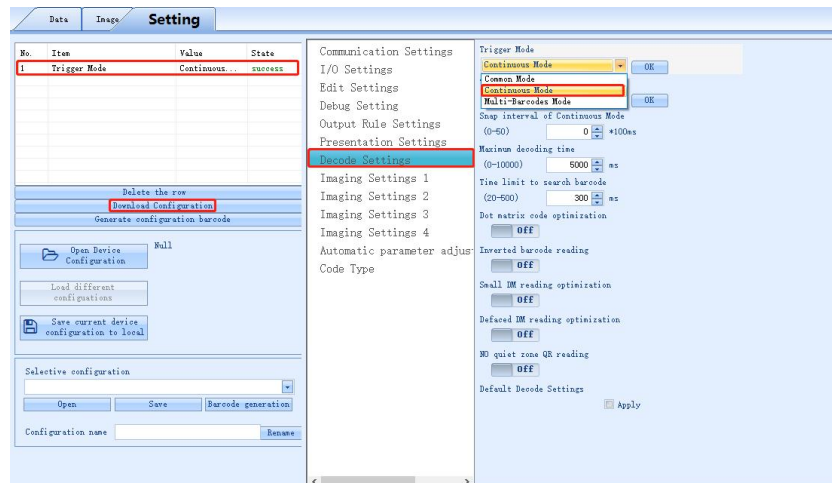 Data Image Setting
No. Item Value State
1 Trigger Mode Continuous... success
Delete the row
Download Configuration
Generate configuration barcode
Open Device
Configuration
Null
Load different
configuations
Save current device
configuration to local
Selective configuration
Open Save Barcode generation
Configuration name Rename
Communication Settings
I/O Settings
Edit Settings
Debug Setting
Output Rule Settings
Presentation Settings
Decode Settings
Imaging Settings 1
Imaging Settings 2
Imaging Settings 3
Imaging Settings 4
Automatic parameter adjus
Code Type
Trigger Mode
Continuous Mode OK
Common Mode
Continuous Mode
Multi-Barcodes Mode OK
Snap interval of Continuous Mode
(0-50) 0 *100ms
Maximum decoding time
(0-10000) 5000 ms
Time limit to search barcode
(20-500) 300 ms
Dot matrix code optimization
Off
Inverted barcode reading
Off
Small DM reading optimization
Off
Defaced DM reading optimization
Off
NO quiet zone QR reading
Off
Default Decode Settings
Apply